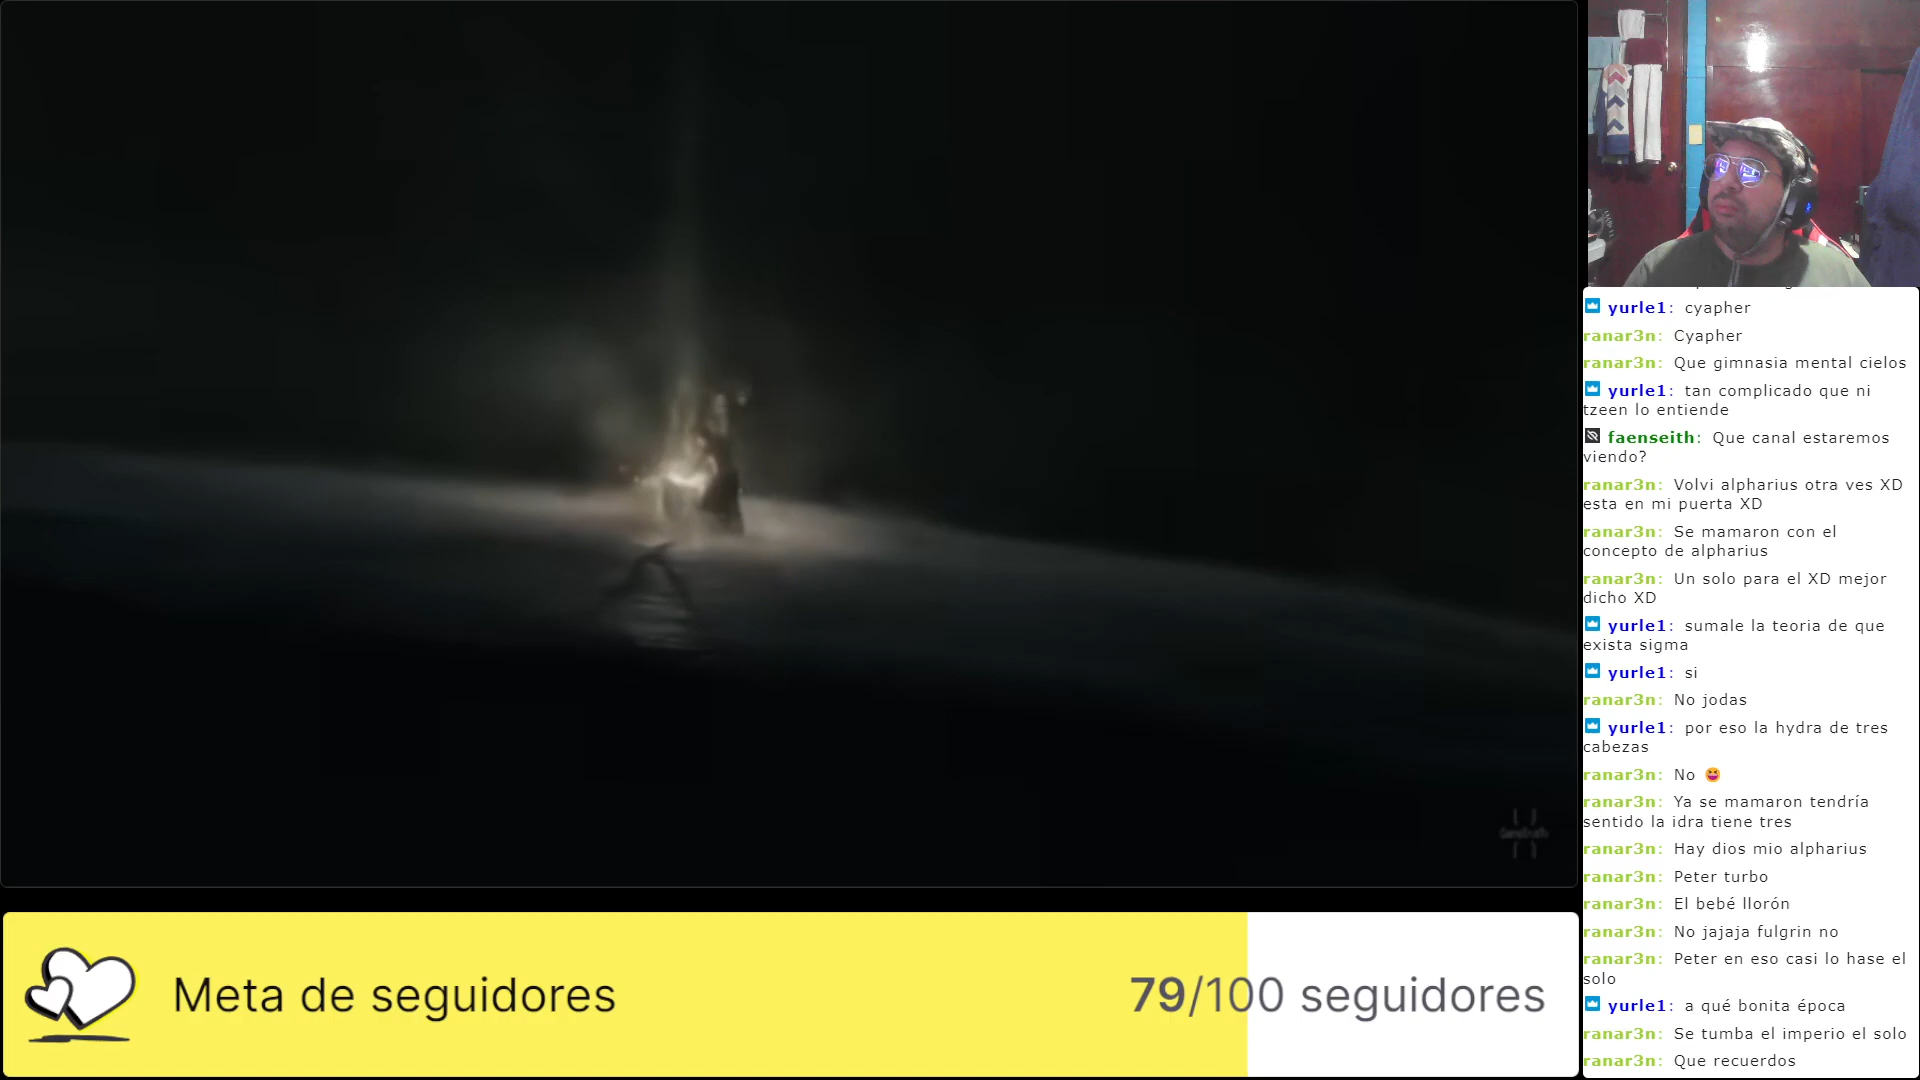 yurle1: cyapher
ranar3n: Cyapher
ranar3n: Que gimnasia mental cielos
yurle1: tan complicado que ni
tzeen lo entiende
faenseith: Que canal estaremos
viendo?
ranar3n: Volvi alpharius otra ves XD
esta en mi puerta XD
ranar3n: Se mamaron con el
concepto de alpharius
ranar3n: Un solo para el XD mejor
dicho XD
yurle1: sumale la teoria de que
exista sigma
yurle1: si
ranar3n: No jodas
yurle1: por eso la hydra de tres
cabezas
ranar3n: No 😆
ranar3n: Ya se mamaron tendría
sentido la idra tiene tres
ranar3n: Hay dios mio alpharius
ranar3n: Peter turbo
ranar3n: El bebé llorón
ranar3n: No jajaja fulgrin no
ranar3n: Peter en eso casi lo hase el
solo
yurle1: a qué bonita época
ranar3n: Se tumba el imperio el solo
ranar3n: Que recuerdos
Meta de seguidores
79/100 seguidores